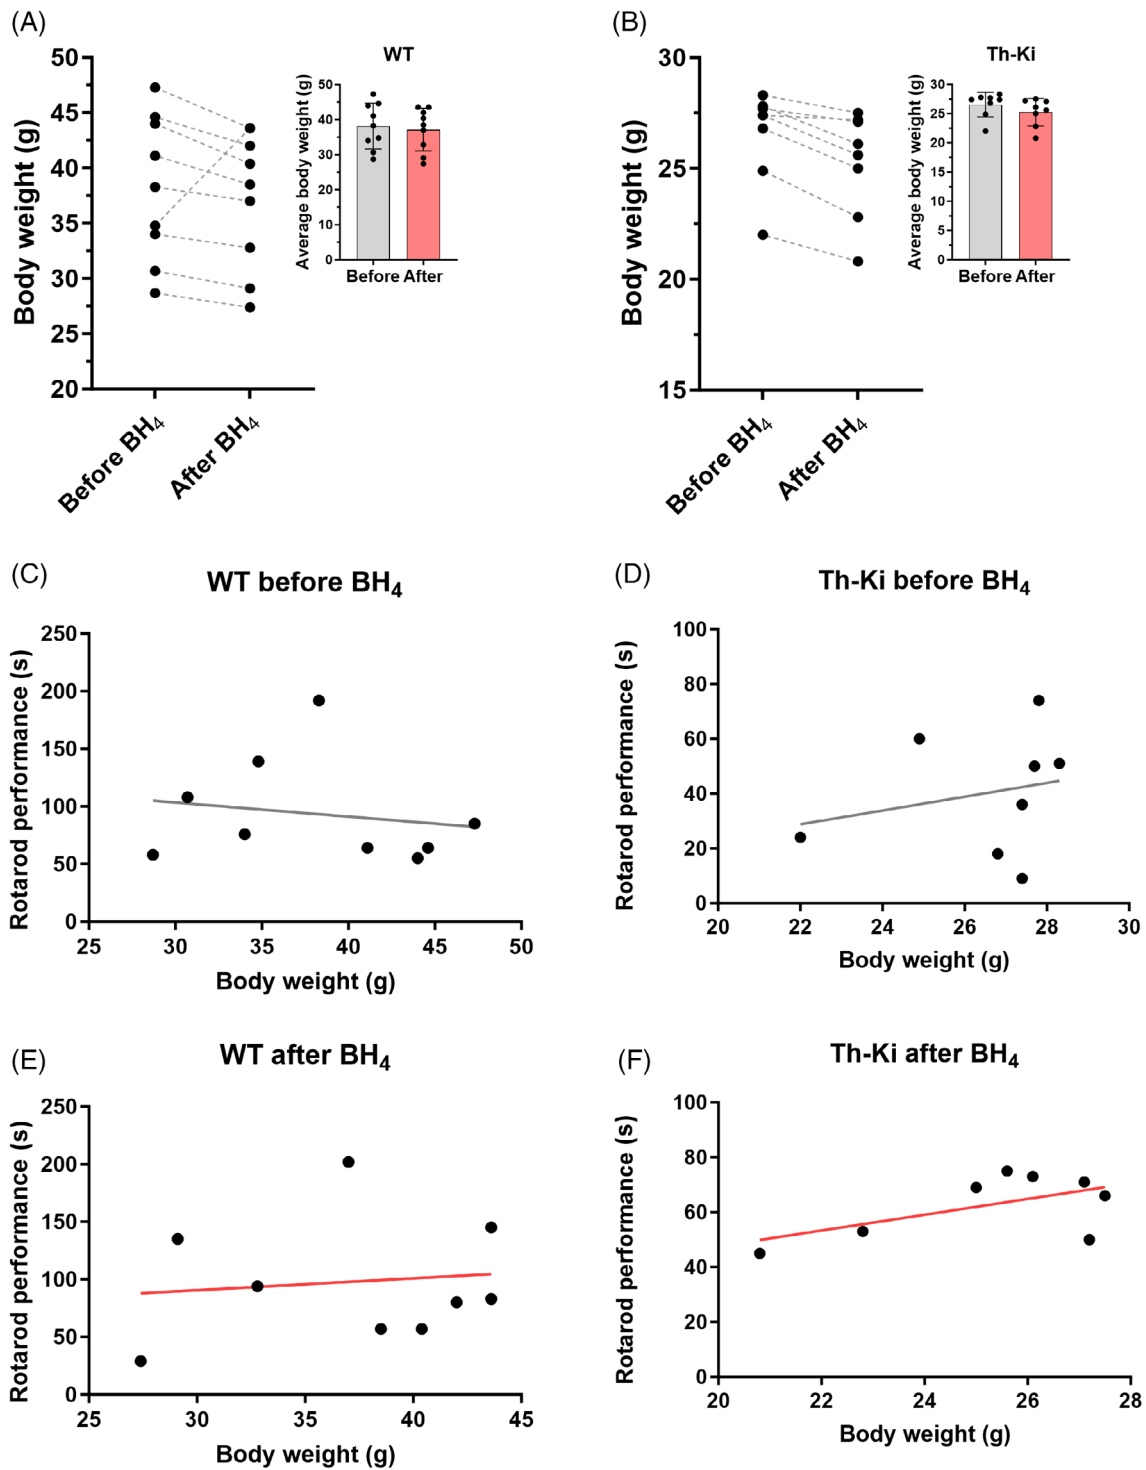 (A)
WT
Body weight (g)
50
45
40
35
30
25
20
Before BH4
After BH4
Average body weight (g)
50
40
30
20
10
0
Before After
(B)
Th-Ki
Body weight (g)
30
25
20
15
Before BH4
After BH4
Average body weight (g)
30
25
20
15
10
5
0
Before After
(C)
WT before BH4
Rotarod performance (s)
250
200
150
100
50
0
25 30 35 40 45 50
Body weight (g)
(D)
Th-Ki before BH4
Rotarod performance (s)
100
80
60
40
20
0
20 22 24 26 28 30
Body weight (g)
(E)
WT after BH4
Rotarod performance (s)
250
200
150
100
50
0
25 30 35 40 45
Body weight (g)
(F)
Th-Ki after BH4
Rotarod performance (s)
100
80
60
40
20
0
20 22 24 26 28
Body weight (g)